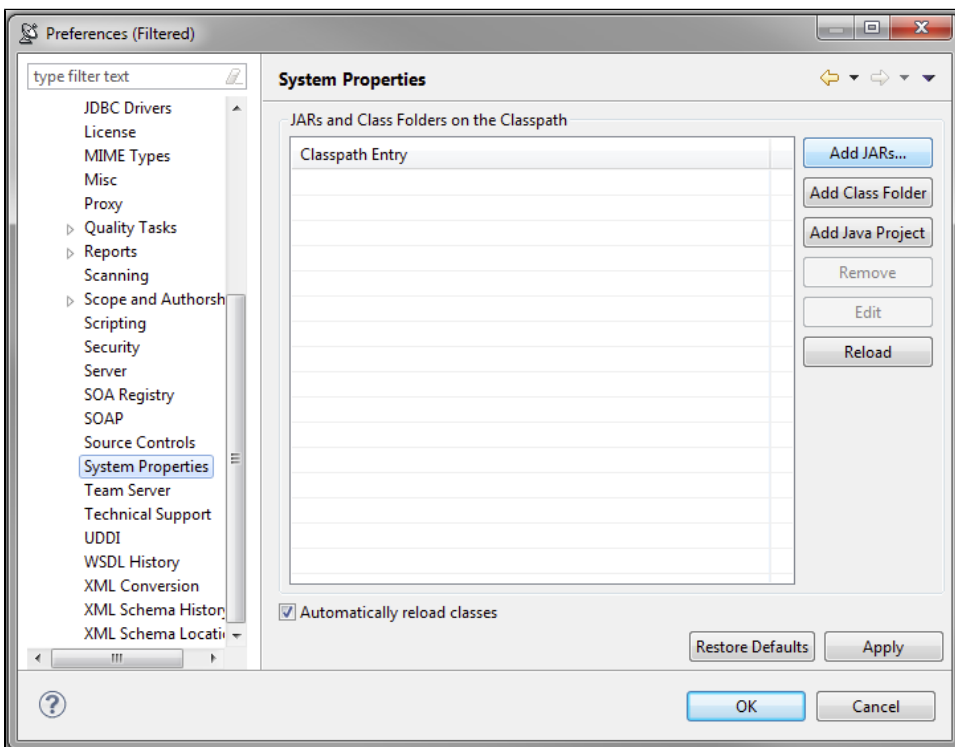 Preferences (Filtered)
type filter text
JDBC Drivers
License
MIME Types
Misc
Proxy
Quality Tasks
Reports
Scanning
Scope and Authorsh
Scripting
Security
Server
SOA Registry
SOAP
Source Controls
System Properties
Team Server
Technical Support
UDDI
WSDL History
XML Conversion
XML Schema History
XML Schema Locati
System Properties
JARs and Class Folders on the Classpath
Classpath Entry
Add JARs...
Add Class Folder
Add Java Project
Remove
Edit
Reload
Automatically reload classes
Restore Defaults
Apply
OK
Cancel